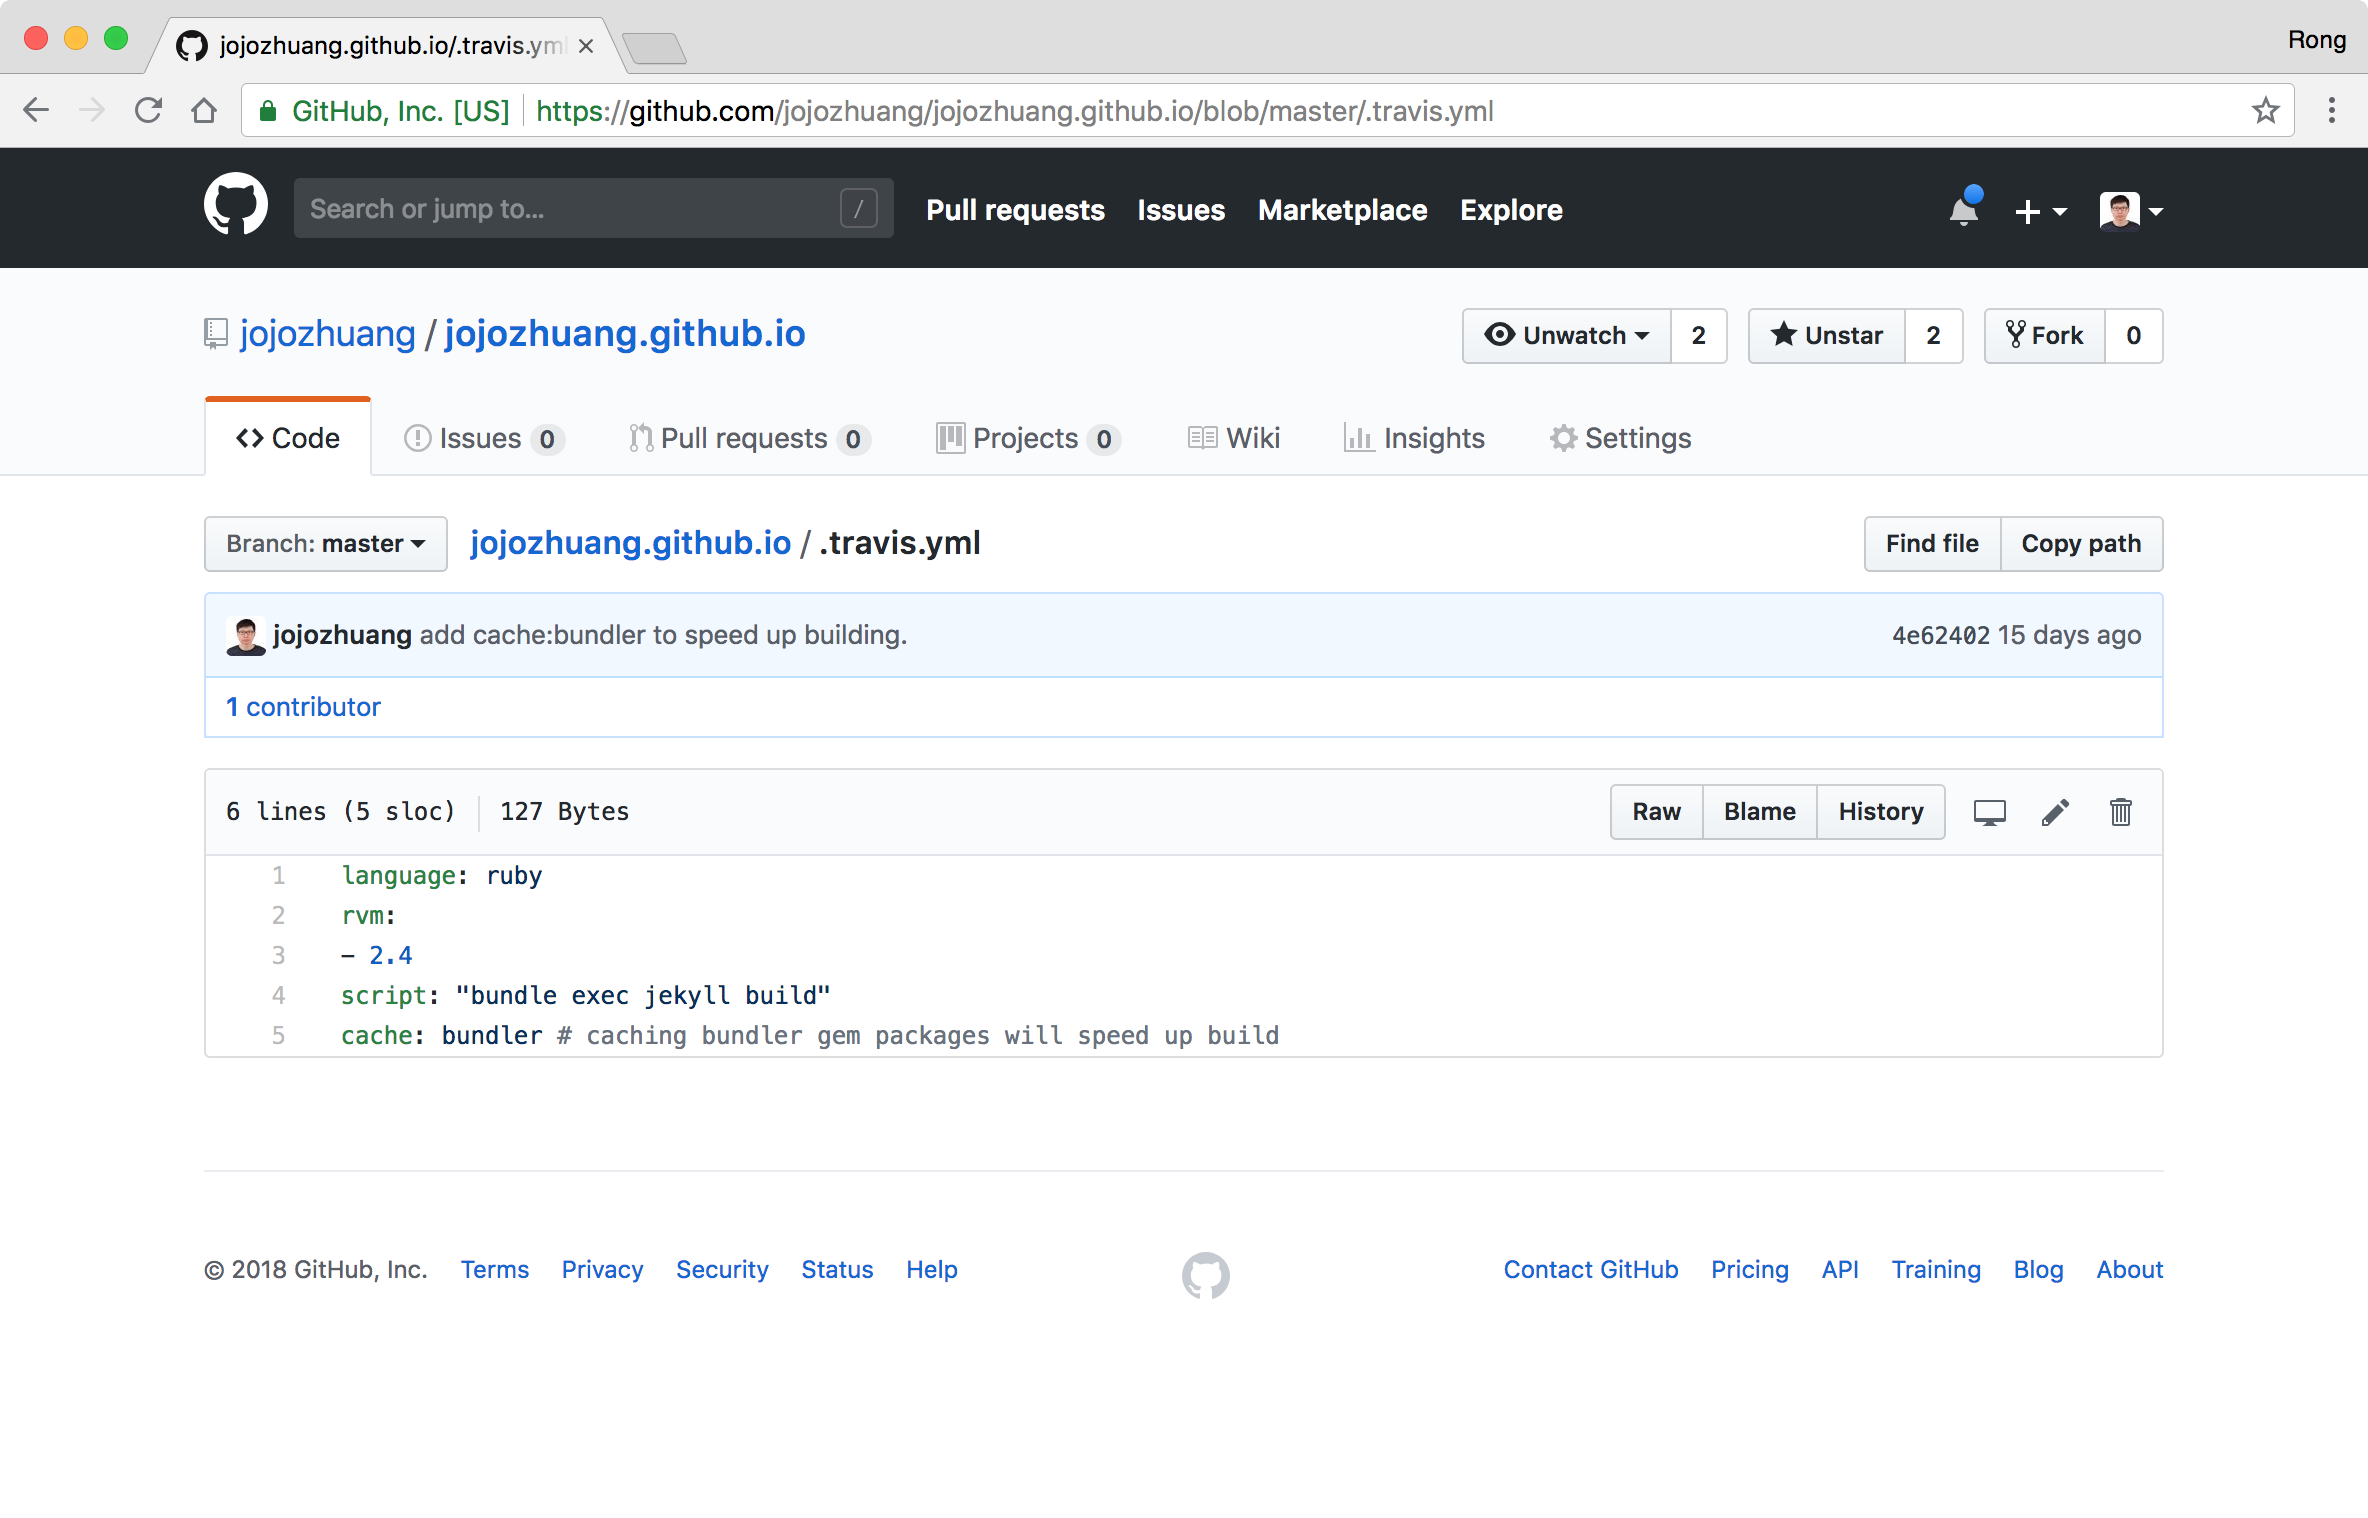 jojozhuang.github.io/.travis.yml
Rong
GitHub, Inc. [US] https://github.com/jojozhuang/jojozhuang.github.io/blob/master/.travis.yml
Search or jump to... / Pull requests Issues Marketplace Explore
jojozhuang / jojozhuang.github.io Unwatch 2 Unstar 2 Fork 0
Code Issues 0 Pull requests 0 Projects 0 Wiki Insights Settings
Branch: master jojozhuang.github.io / .travis.yml Find file Copy path
jojozhuang add cache:bundler to speed up building. 4e62402 15 days ago
1 contributor
6 lines (5 sloc) 127 Bytes Raw Blame History
1 language: ruby
2 rvm:
3 - 2.4
4 script: "bundle exec jekyll build"
5 cache: bundler # caching bundler gem packages will speed up build
© 2018 GitHub, Inc. Terms Privacy Security Status Help Contact GitHub Pricing API Training Blog About